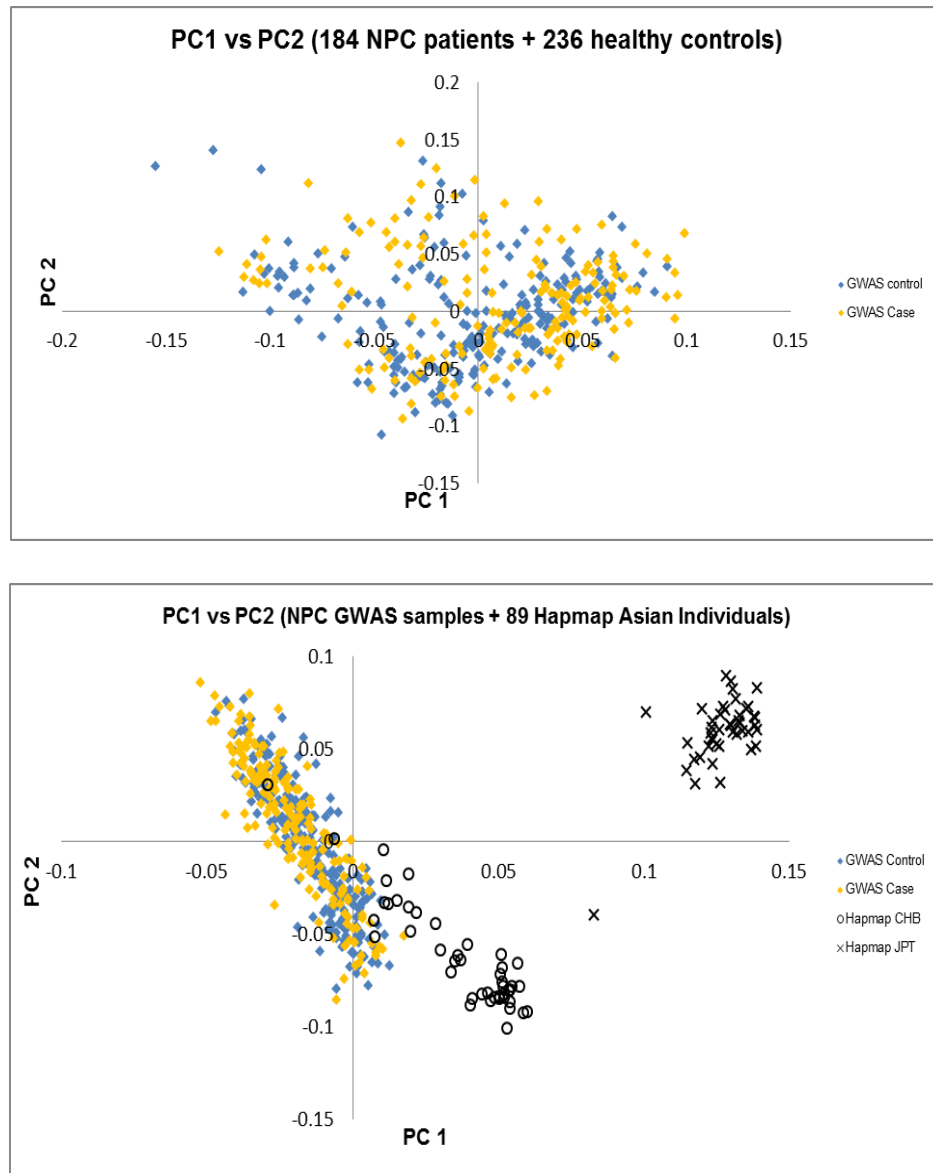 PC1 vs PC2 (184 NPC patients + 236 healthy controls)
0.2
0.15
0.1
0.05
0
-0.2 -0.15 -0.1 -0.05 0 0.05 0.1 0.15
-0.05
-0.1
-0.15
PC 2
PC 1
GWAS control
GWAS Case
PC1 vs PC2 (NPC GWAS samples + 89 Hapmap Asian Individuals)
0.1
0.05
0
-0.1 -0.05 0 0.05 0.1 0.15
-0.05
-0.1
-0.15
PC 2
PC 1
GWAS Control
GWAS Case
Hapmap CHB
Hapmap JPT